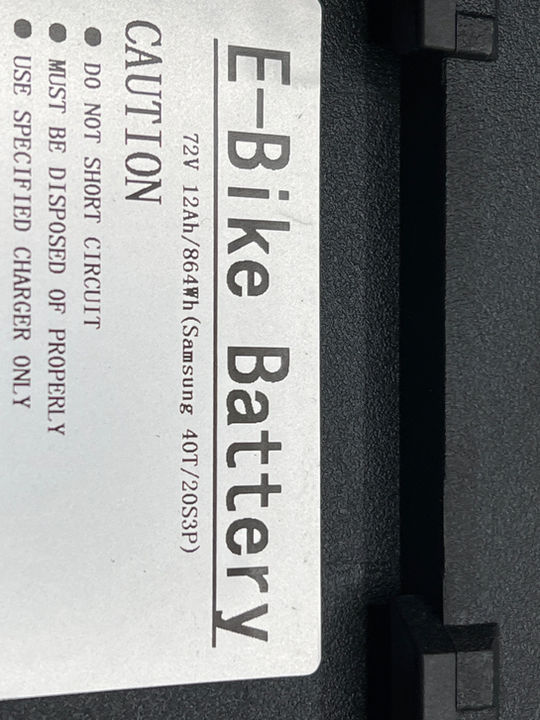 E-Bike Battery
72V 12Ah/864Wh(Samsung 40T/20S3P)
CAUTION
● DO NOT SHORT CIRCUIT
● MUST BE DISPOSED OF PROPERLY
● USE SPECIFIED CHARGER ONLY